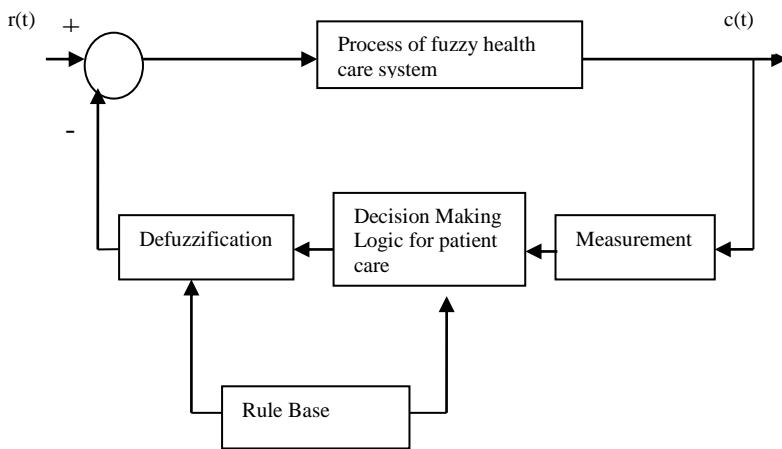 r(t)
+
Process of fuzzy health
care system
c(t)
-
Defuzzification
Decision Making
Logic for patient
care
Measurement
Rule Base